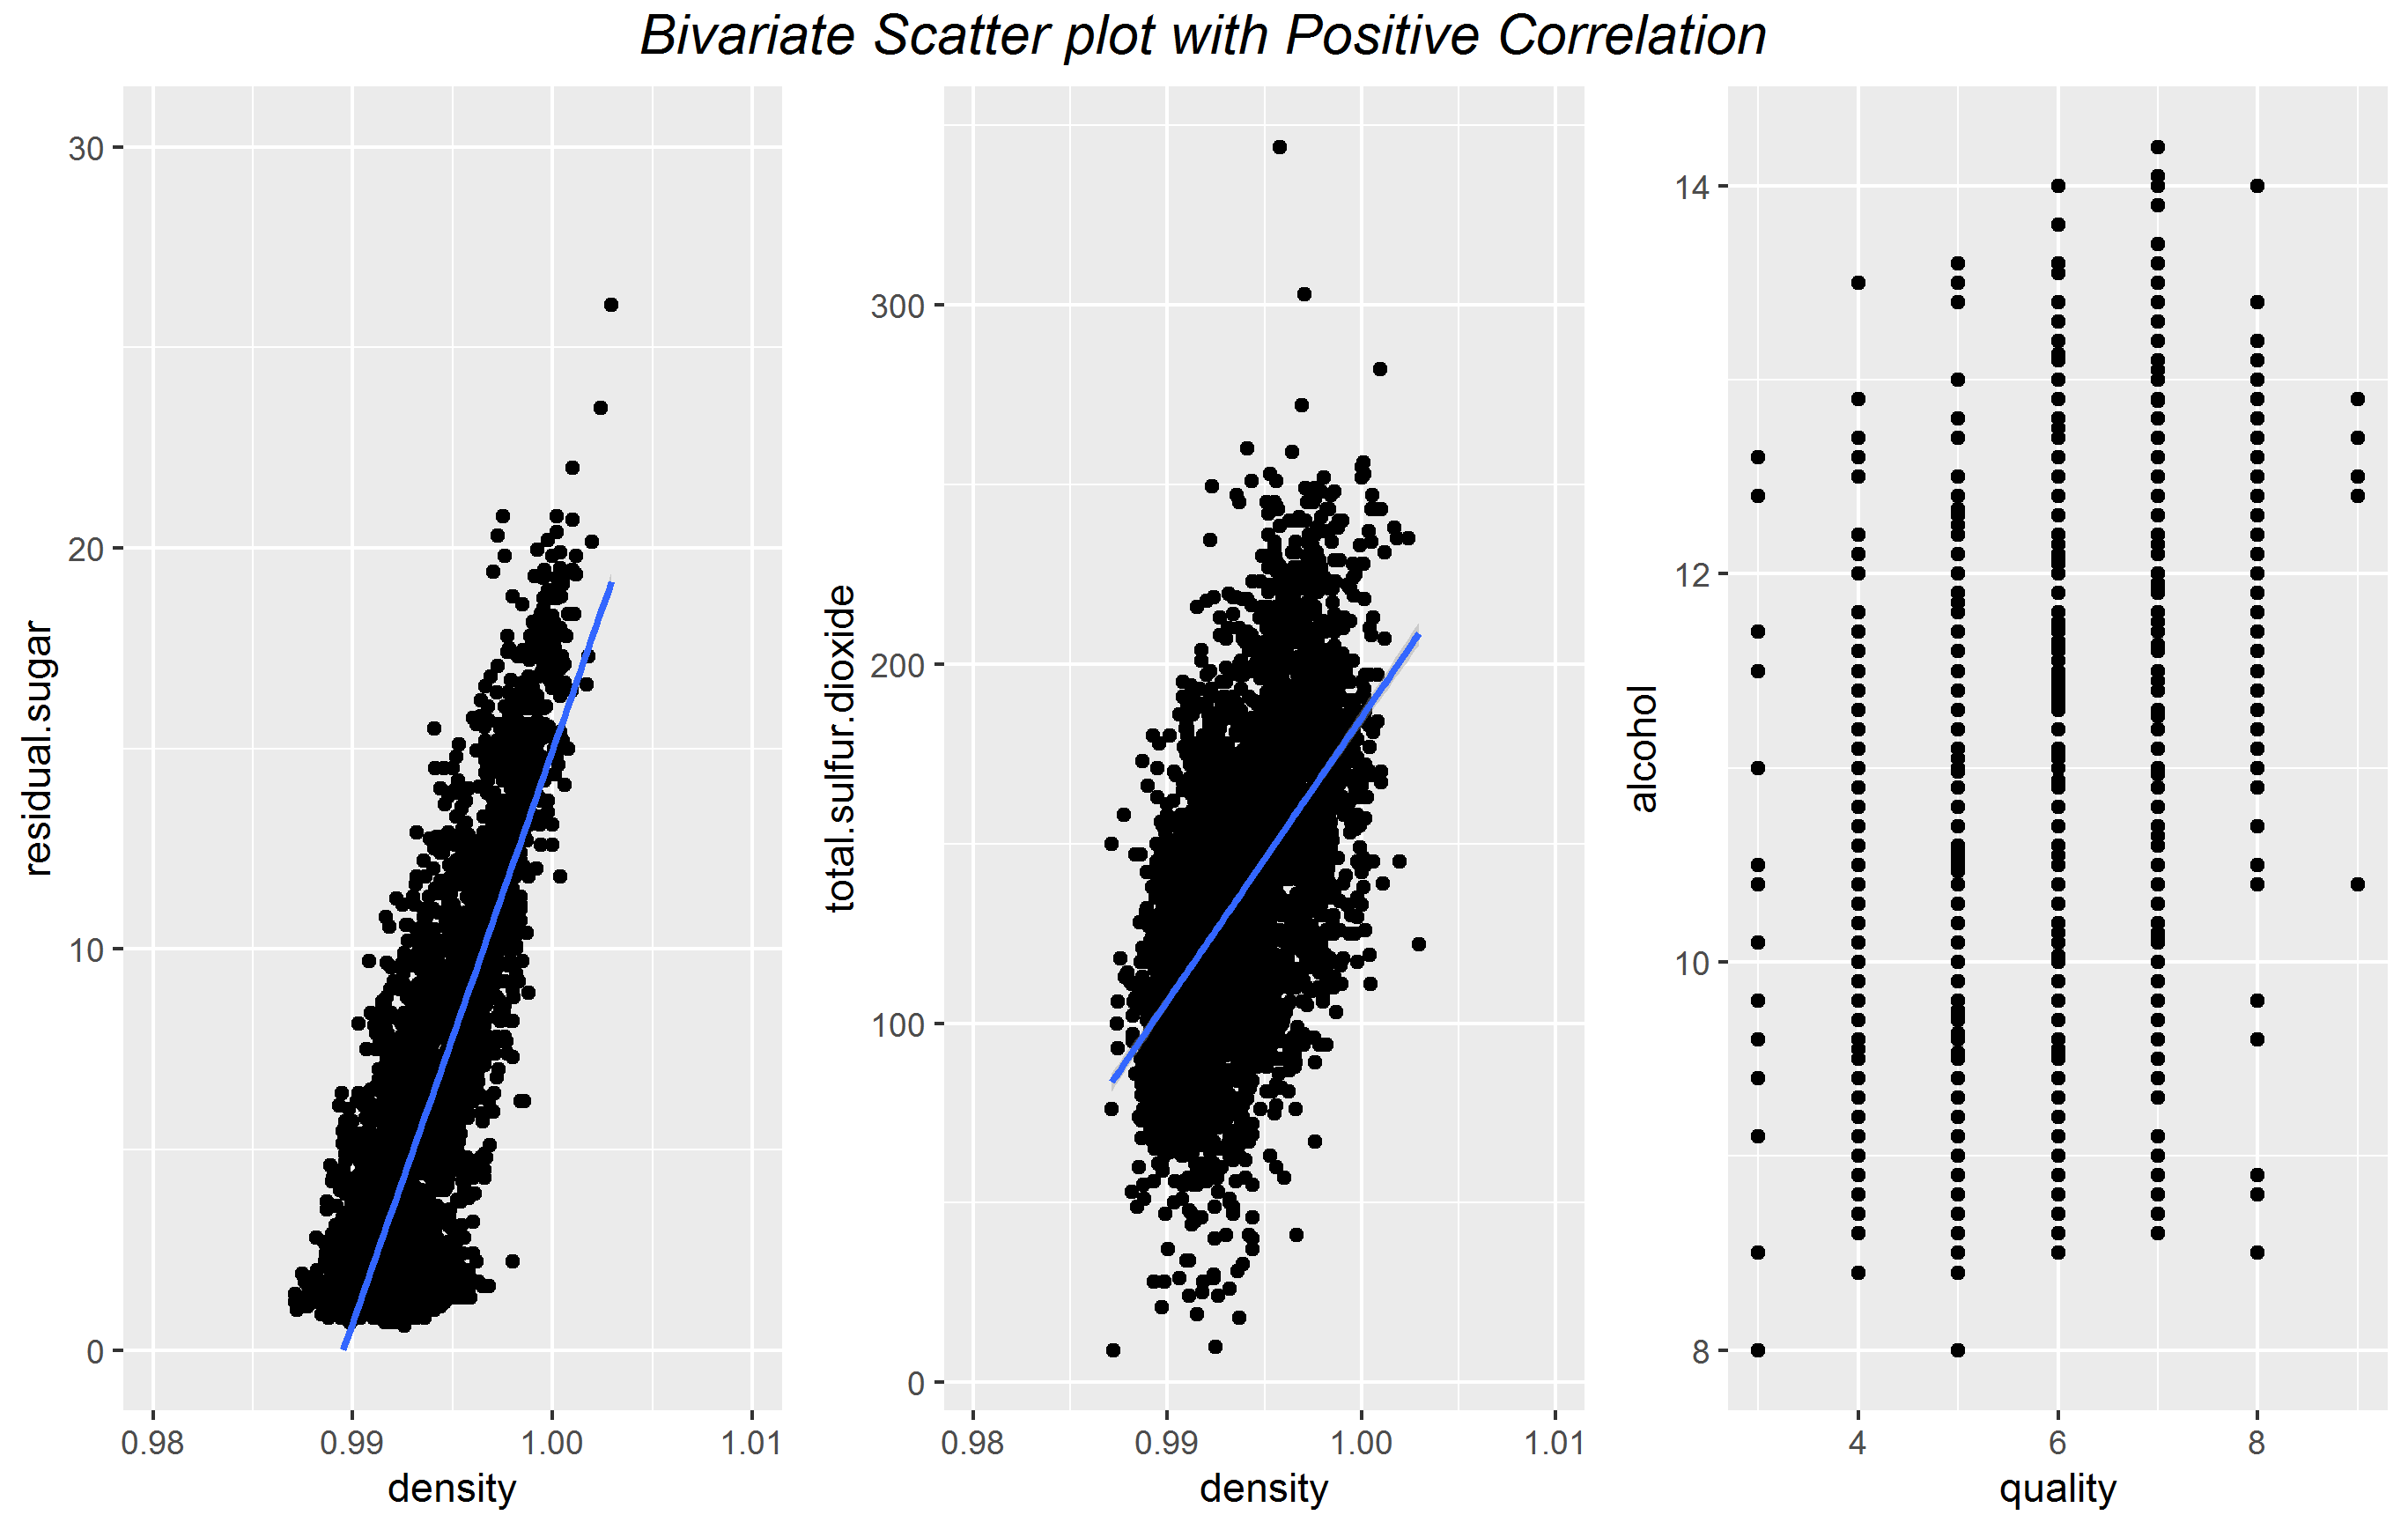 Bivariate Scatter plot with Positive Correlation
residual.sugar
30
20
10
0
0.98 0.99 1.00 1.01
density
total.sulfur.dioxide
300
200
100
0
0.98 0.99 1.00 1.01
density
alcohol
14
12
10
8
4 6 8
quality